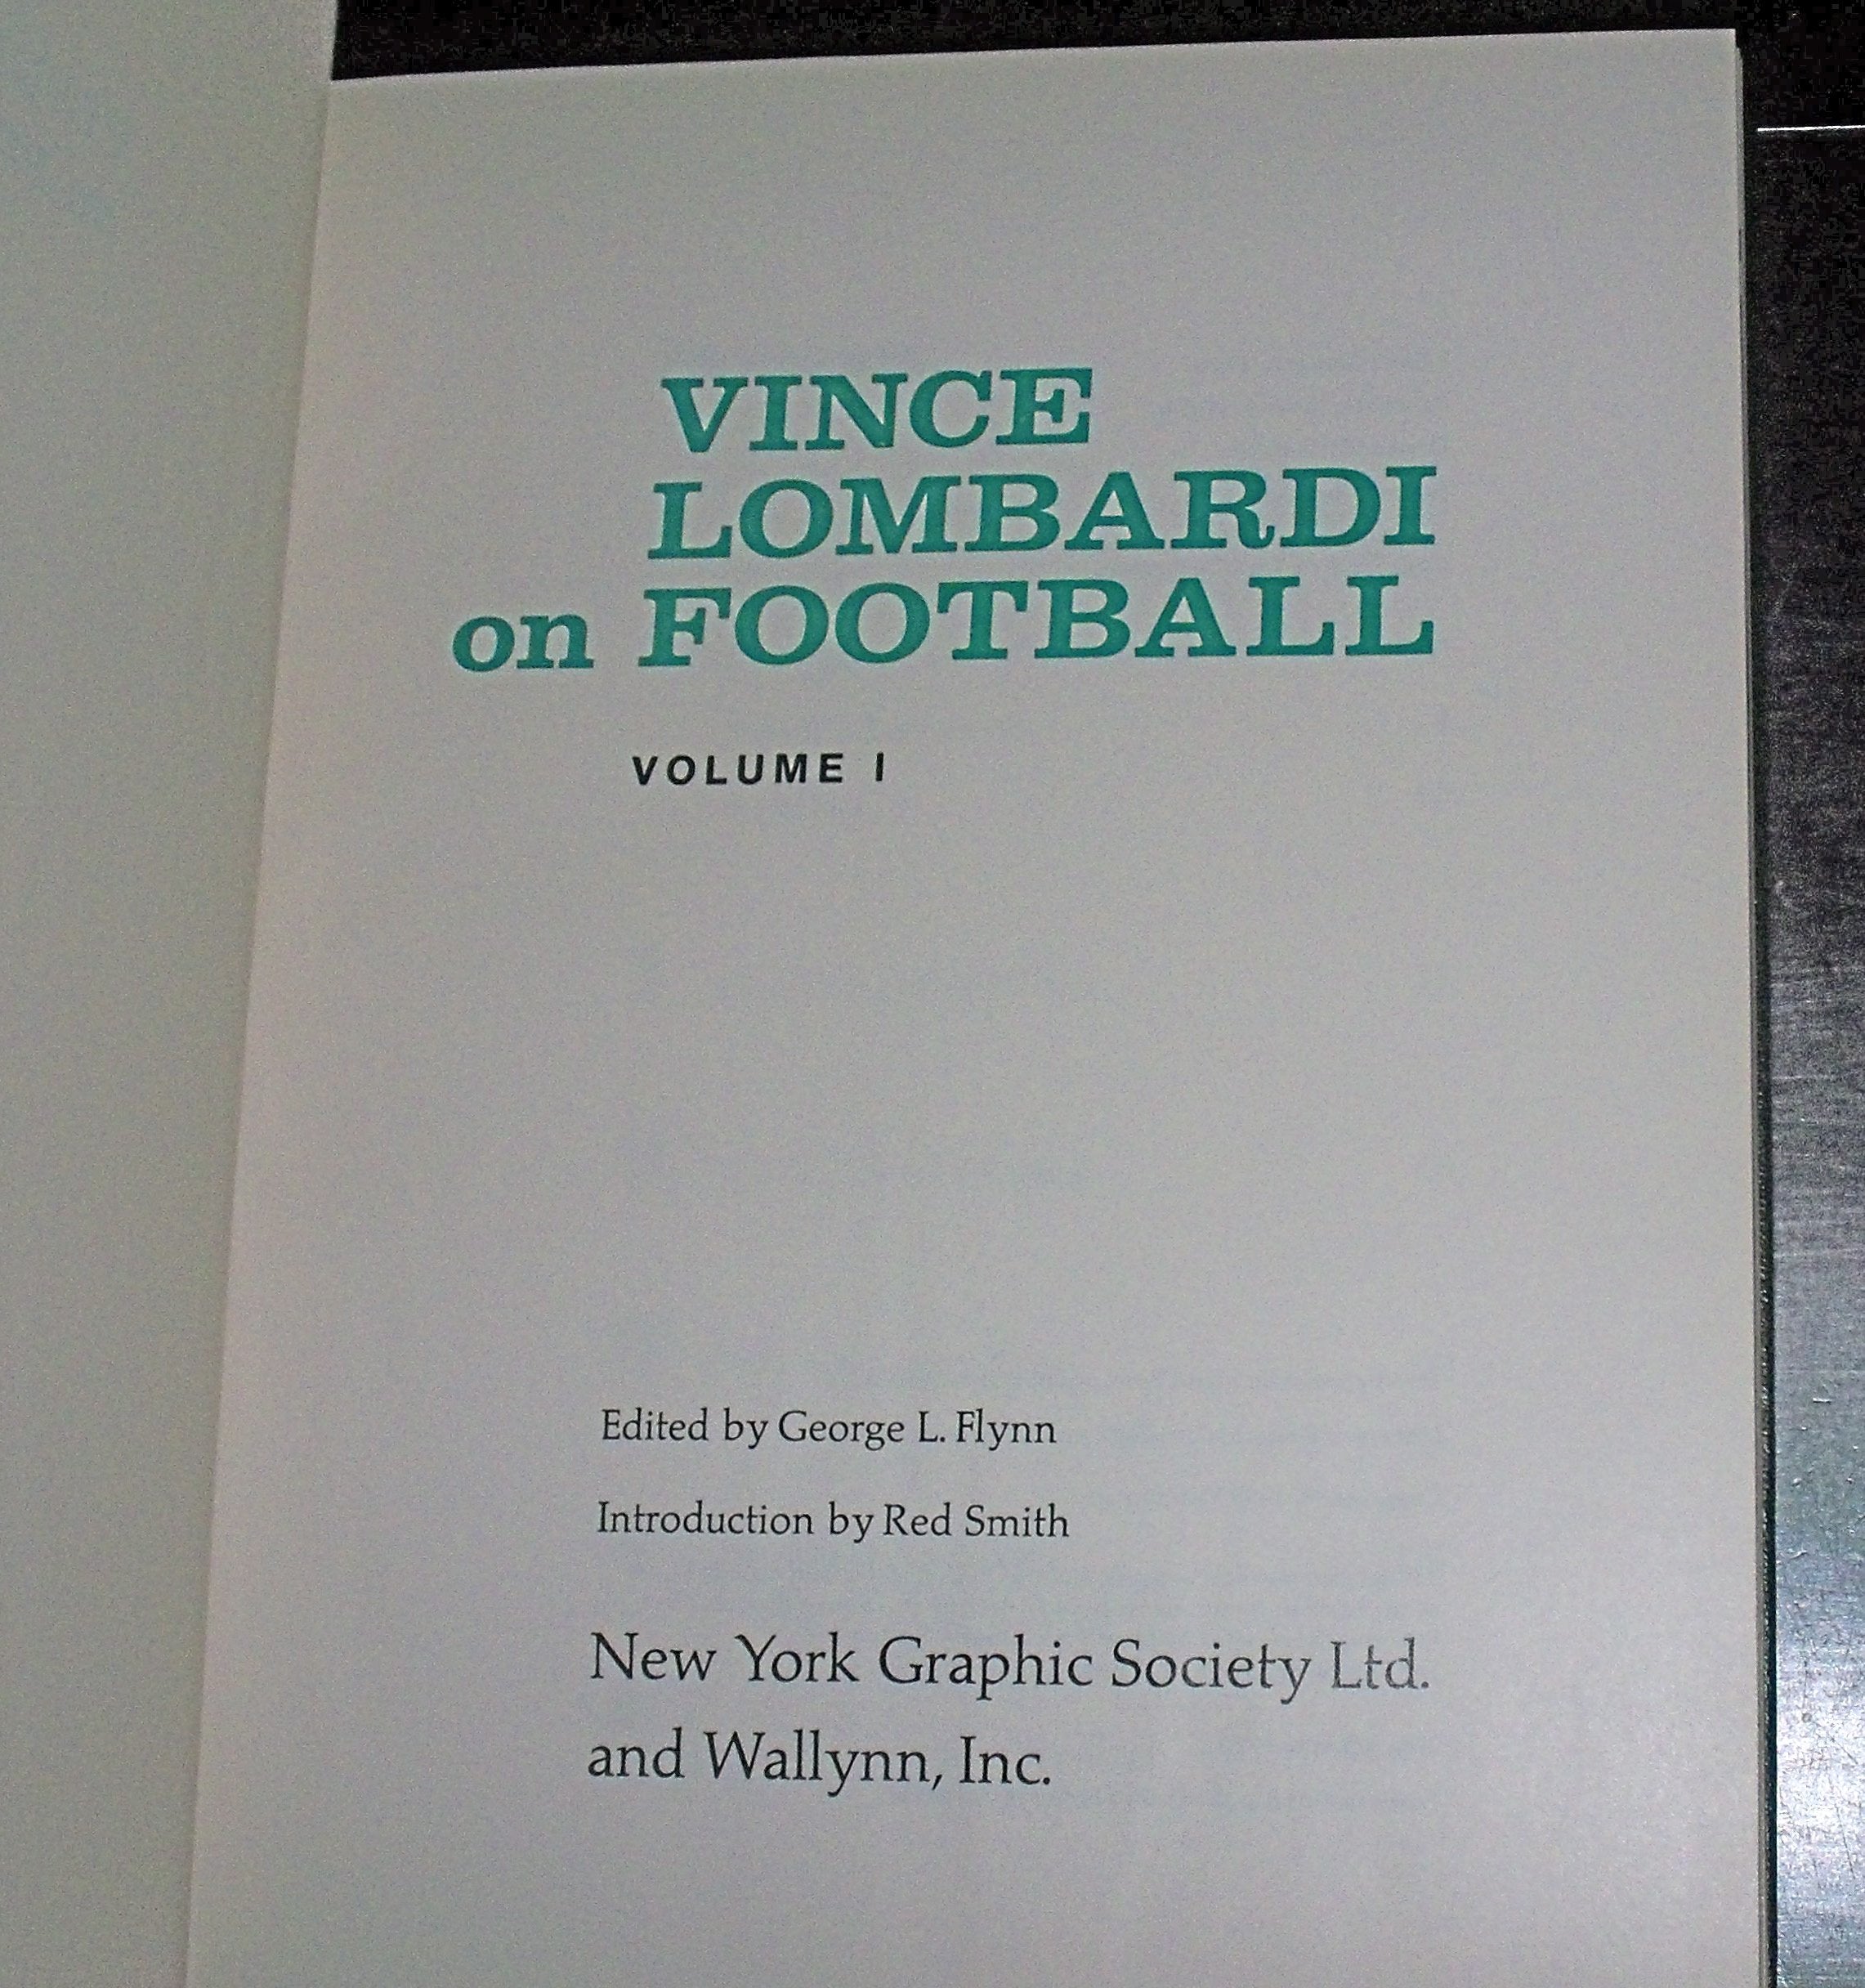 VINCE
LOMBARDI
on FOOTBALL
VOLUME I
Edited by George L. Flynn
Introduction by Red Smith
New York Graphic Society Ltd.
and Wallynn, Inc.